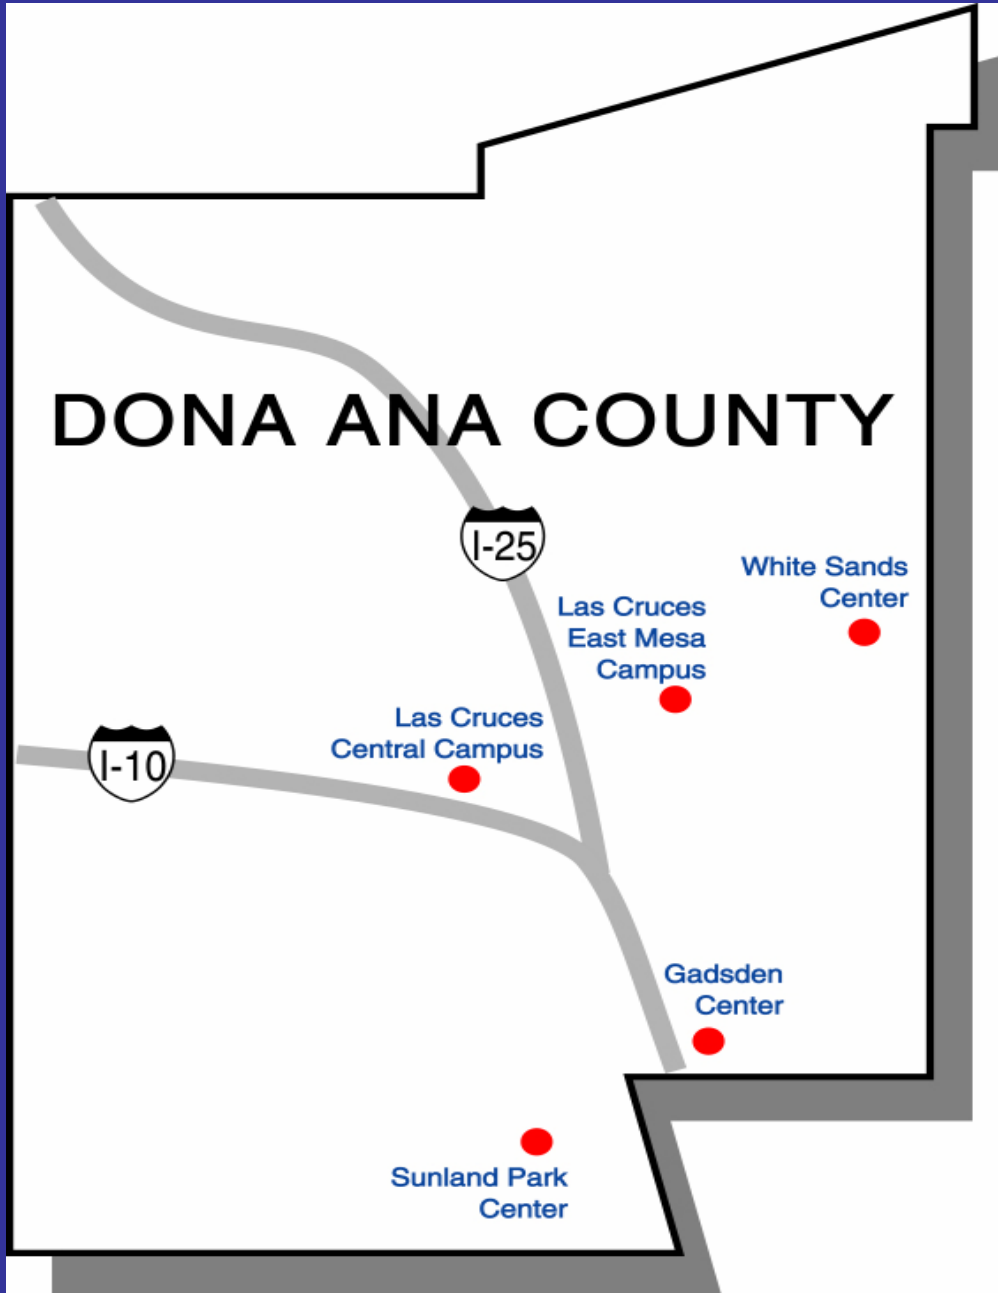 DONA ANA COUNTY
I-25
White Sands
Center
Las Cruces
East Mesa
Campus
Las Cruces
Central Campus
I-10
Gadsden
Center
Sunland Park
Center